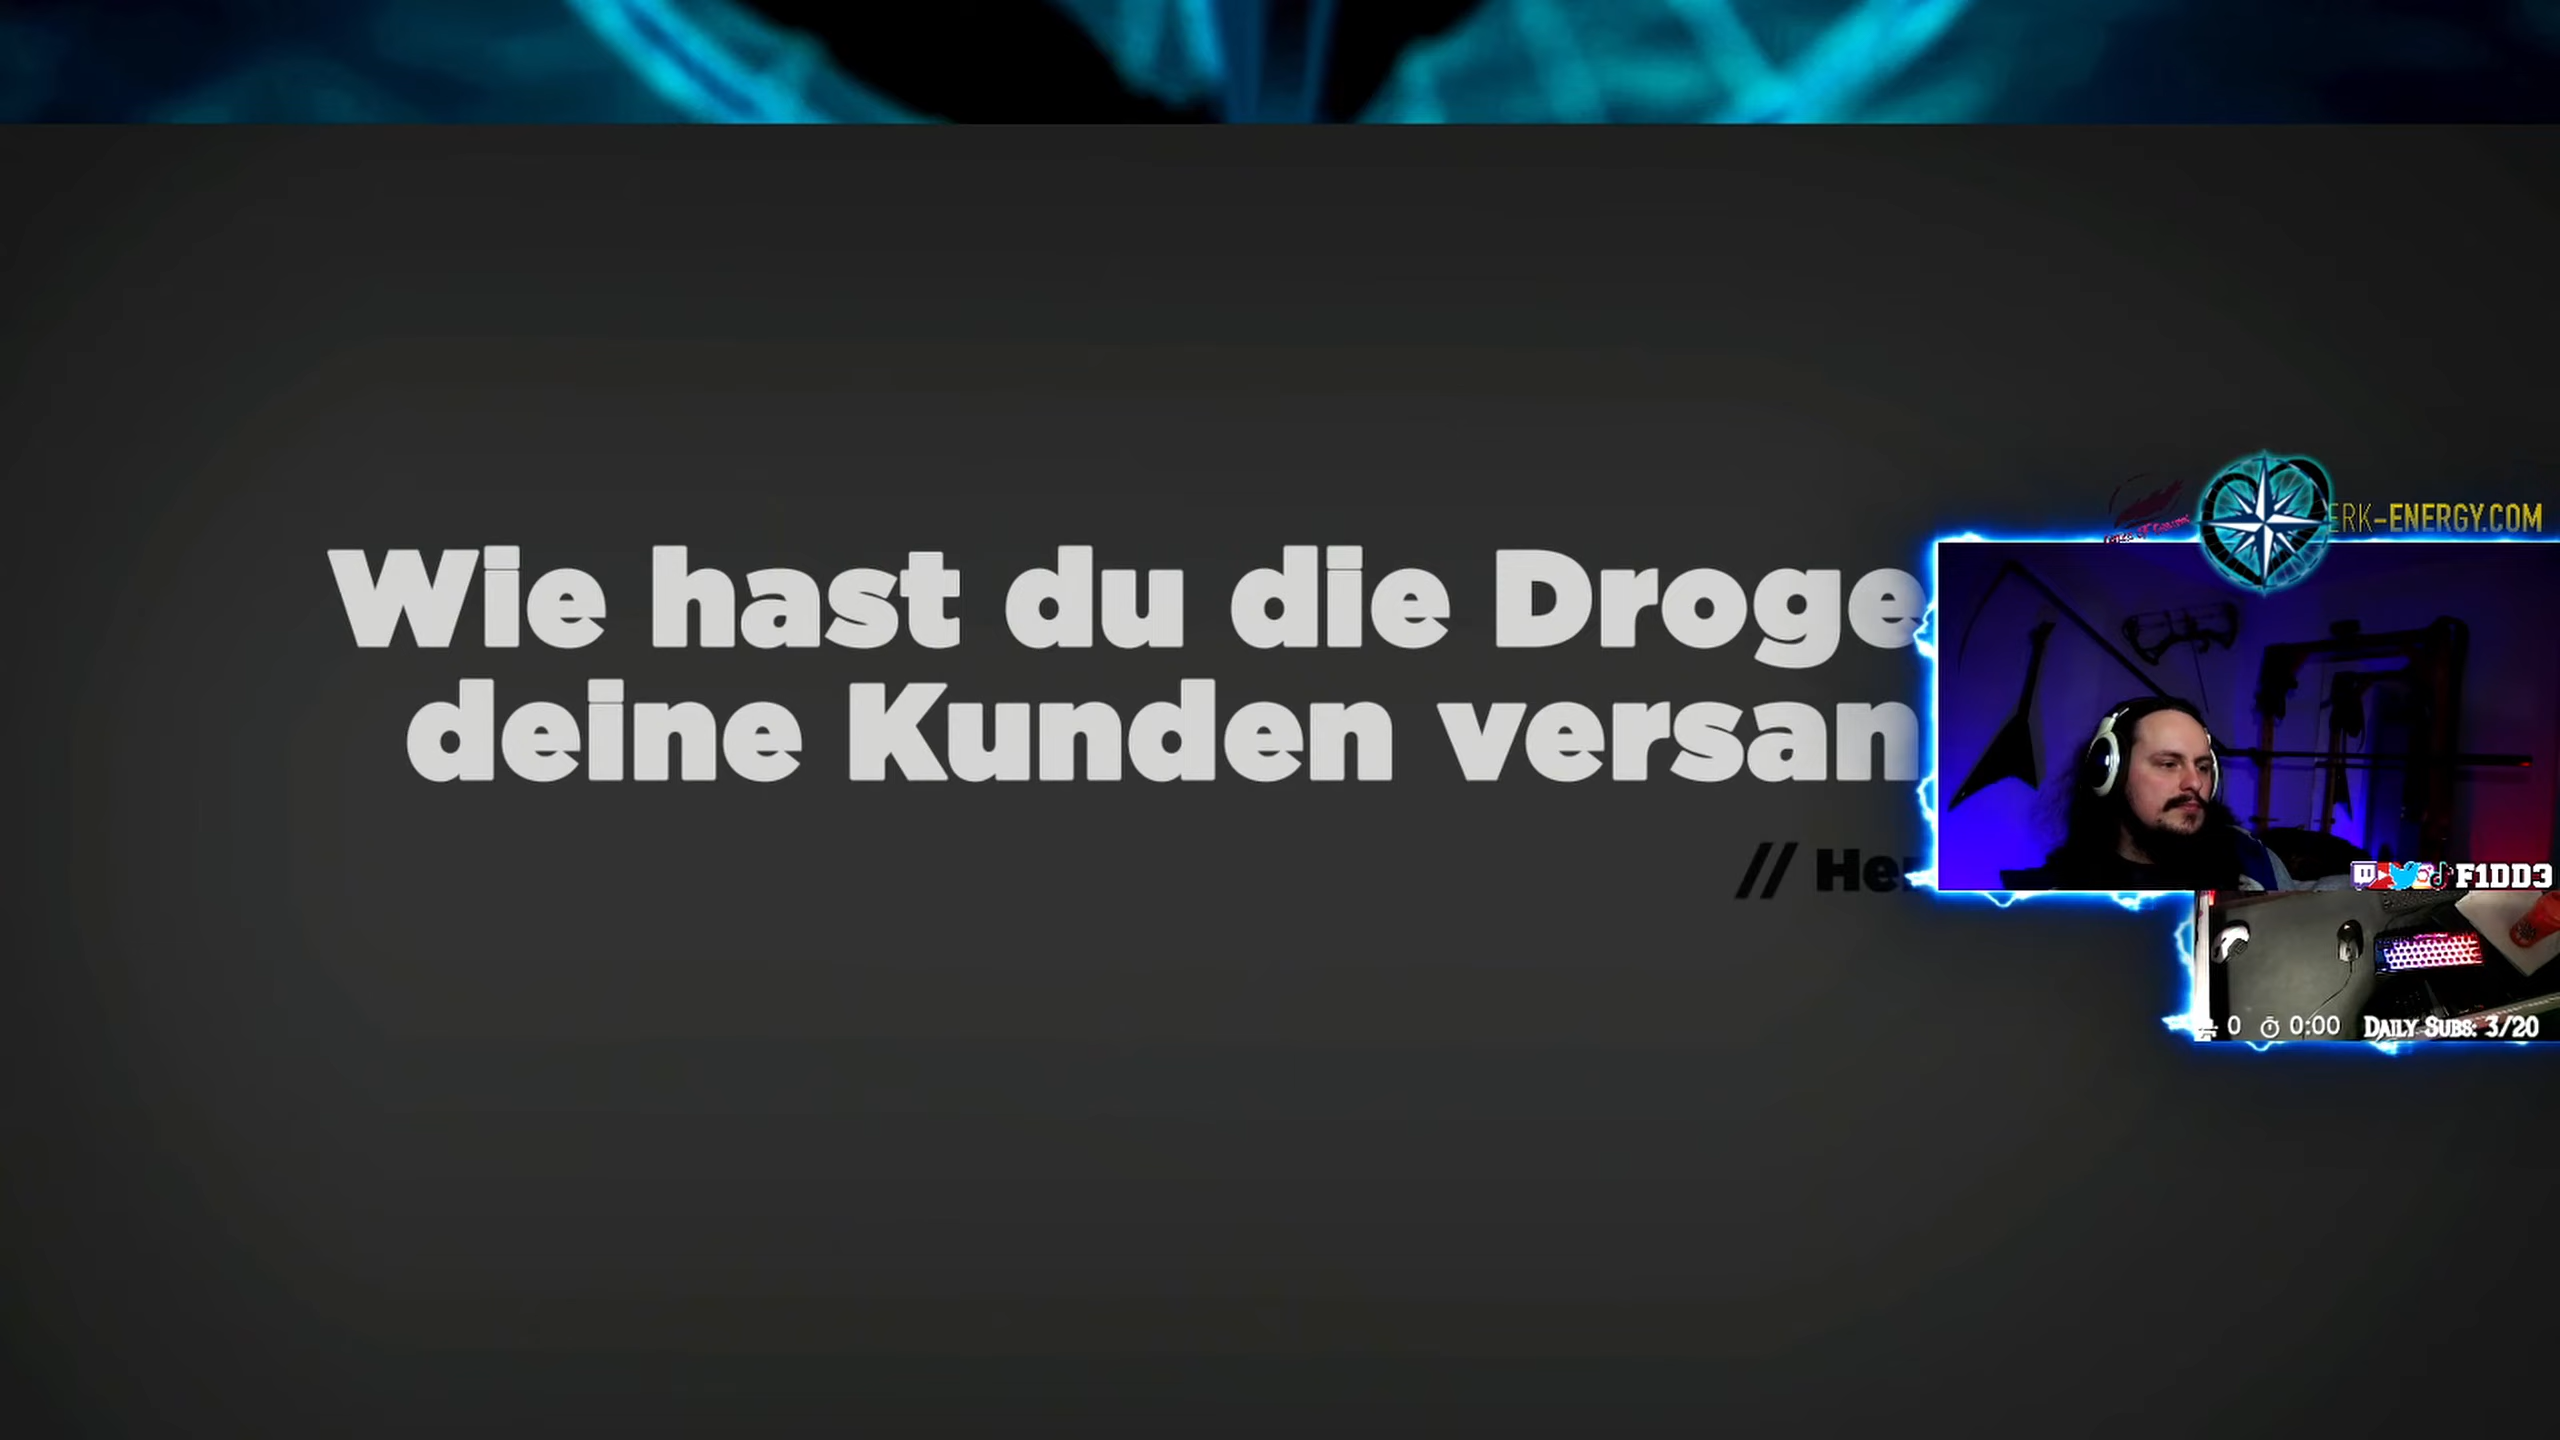 Wie hast du die Droge
deine Kunden versan
// He
ERK-ENERGY.COM
F1DD3
0 0:00 Daily Subs: 3/20